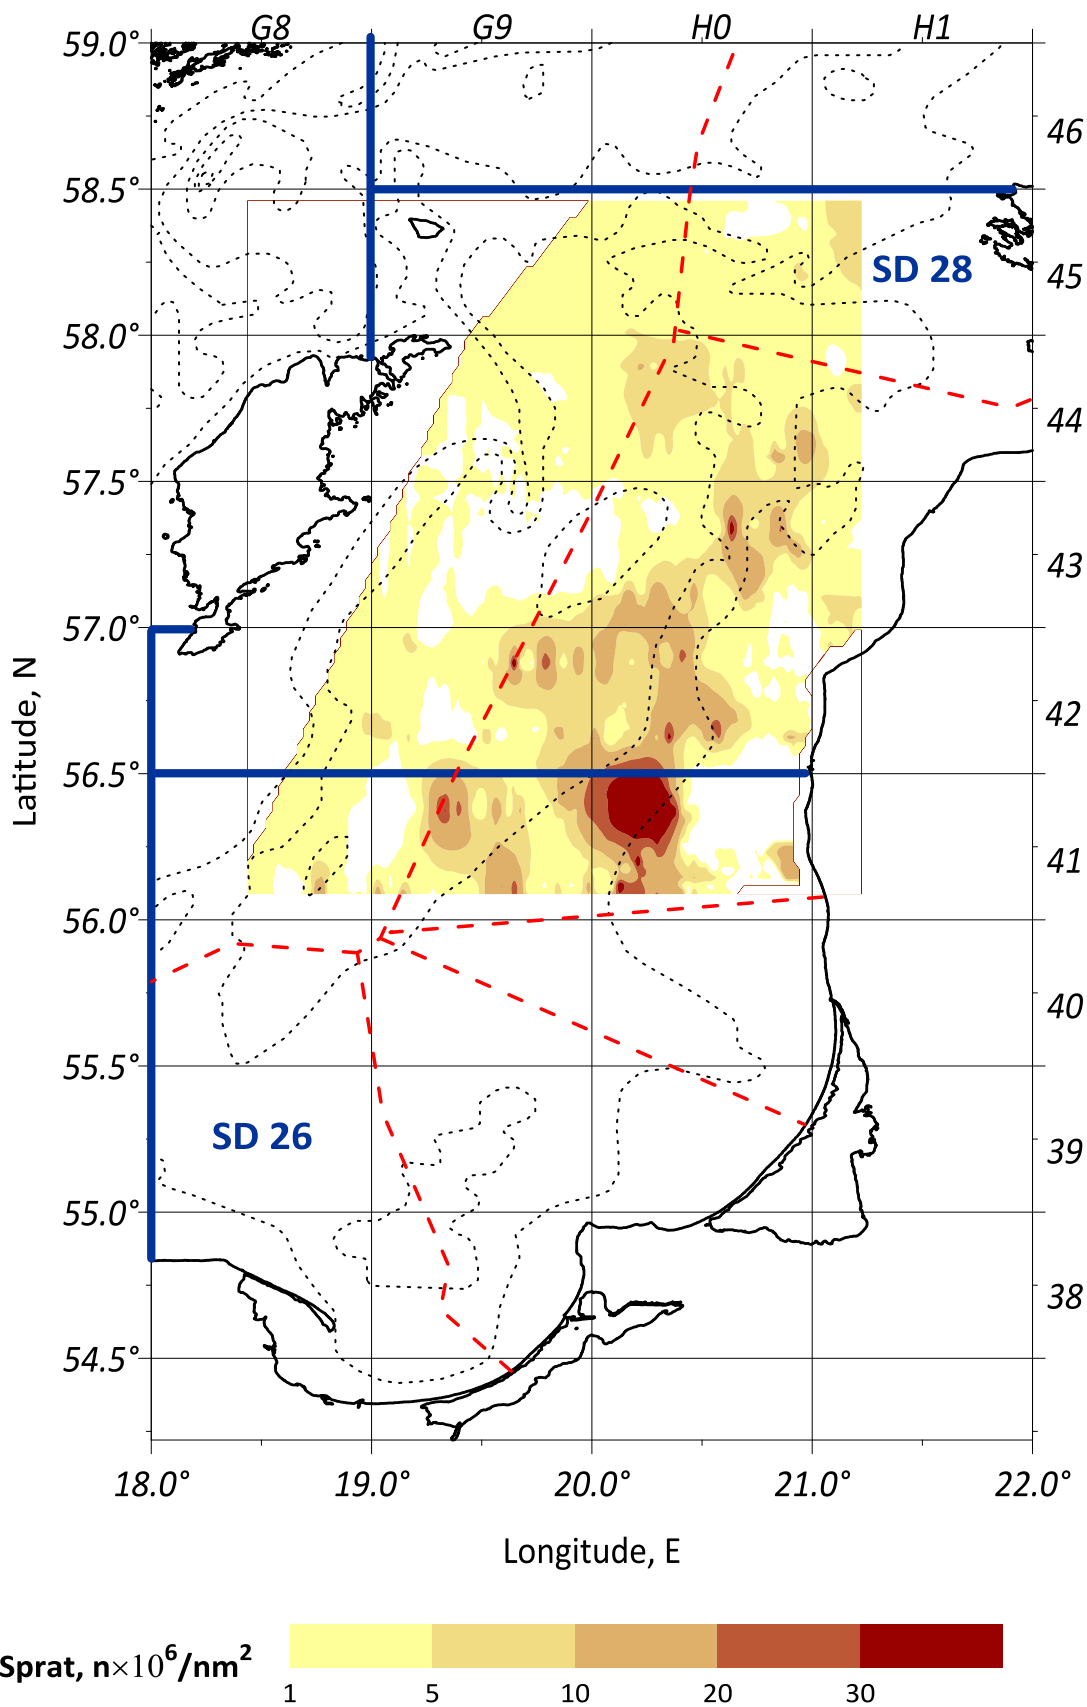 G8 G9 H0 H1
59.0°
46
58.5°
SD 28
45
58.0°
44
57.5°
43
57.0°
Latitude, N
42
56.5°
41
56.0°
40
55.5°
SD 26
39
55.0°
38
54.5°
18.0° 19.0° 20.0° 21.0° 22.0°
Longitude, E
Sprat, n×10⁶/nm²
1 5 10 20 30